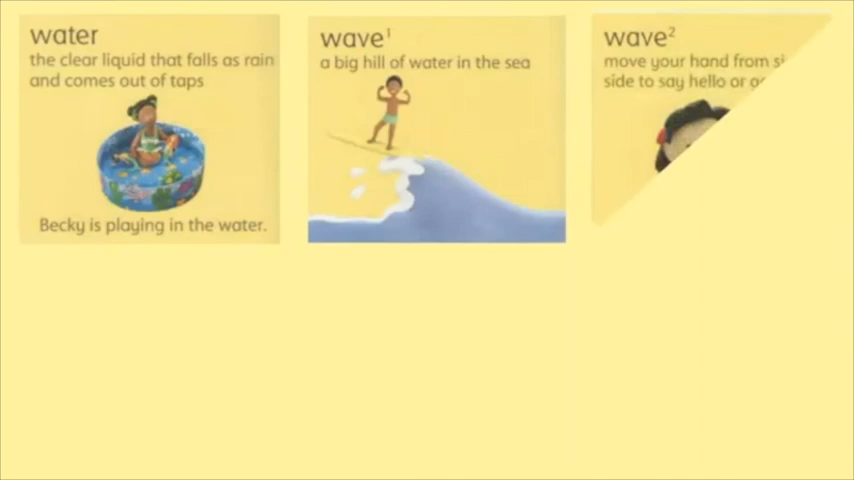 water
the clear liquid that falls as rain
and comes out of taps
Becky is playing in the water.
wave¹
a big hill of water in the sea
wave²
move your hand from
side to say hello or